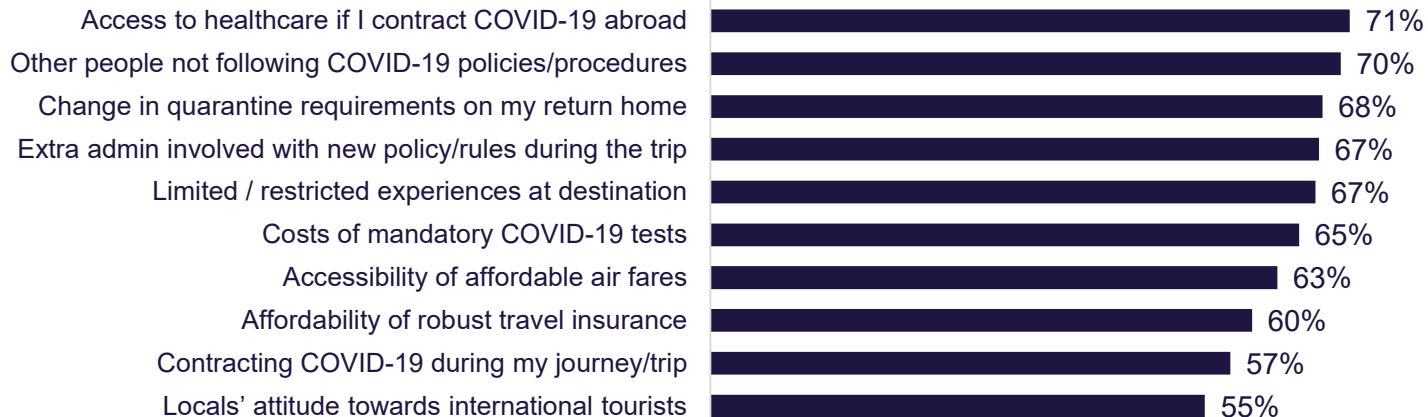 Access to healthcare if I contract COVID-19 abroad 71%
Other people not following COVID-19 policies/procedures 70%
Change in quarantine requirements on my return home 68%
Extra admin involved with new policy/rules during the trip 67%
Limited / restricted experiences at destination 67%
Costs of mandatory COVID-19 tests 65%
Accessibility of affordable air fares 63%
Affordability of robust travel insurance 60%
Contracting COVID-19 during my journey/trip 57%
Locals’ attitude towards international tourists 55%